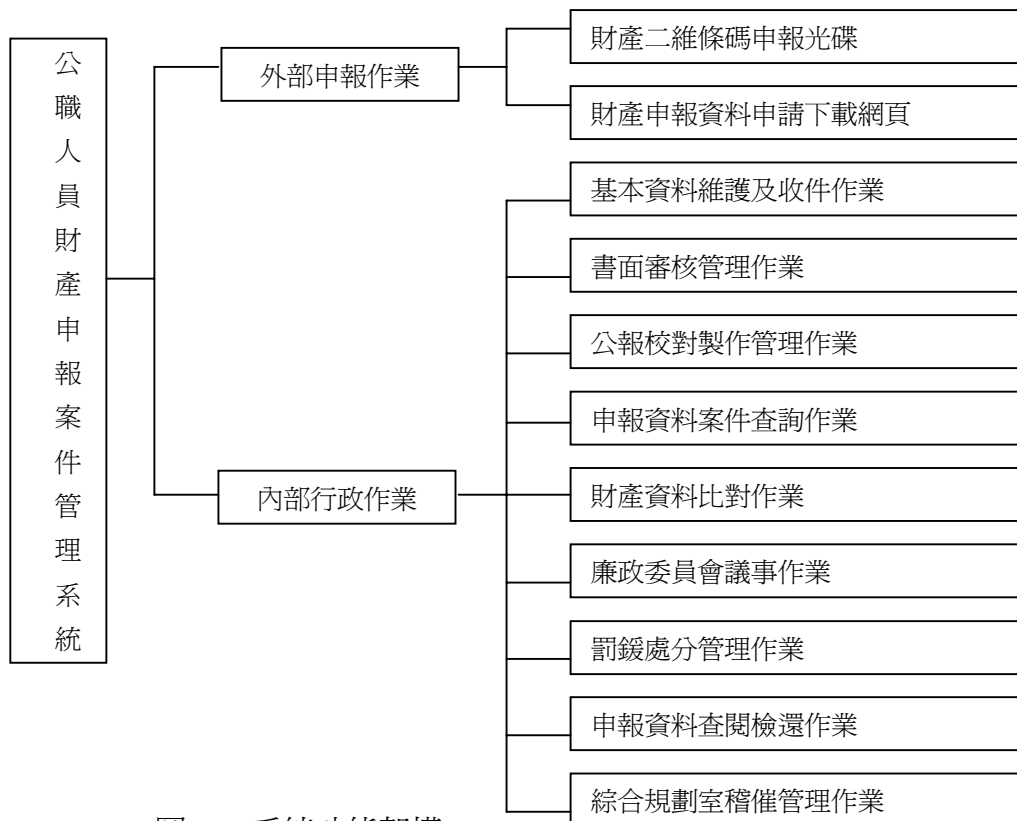 公職人員財產申報案件管理系統
外部申報作業
財產二維條碼申報光碟
財產申報資料申請下載網頁
內部行政作業
基本資料維護及收件作業
書面審核管理作業
公報校對製作管理作業
申報資料案件查詢作業
財產資料比對作業
廉政委員會議事作業
罰鍰處分管理作業
申報資料查閱檢還作業
綜合規劃室稽催管理作業